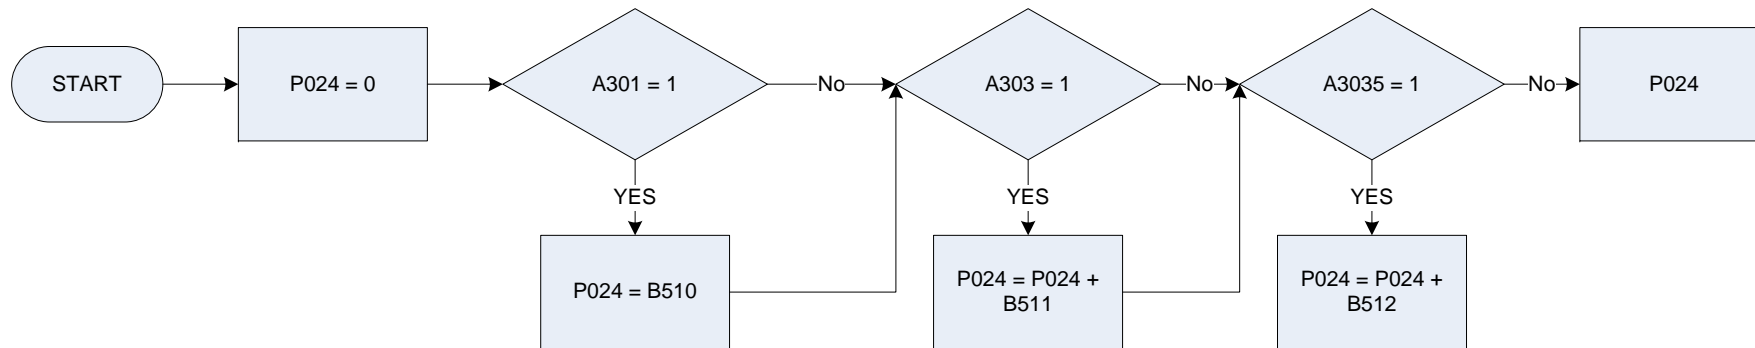 START
P024 = 0
A301 = 1
No
A303 = 1
No
A3035 = 1
No
P024
YES
YES
YES
P024 = B510
P024 = P024 +
B511
P024 = P024 +
B512